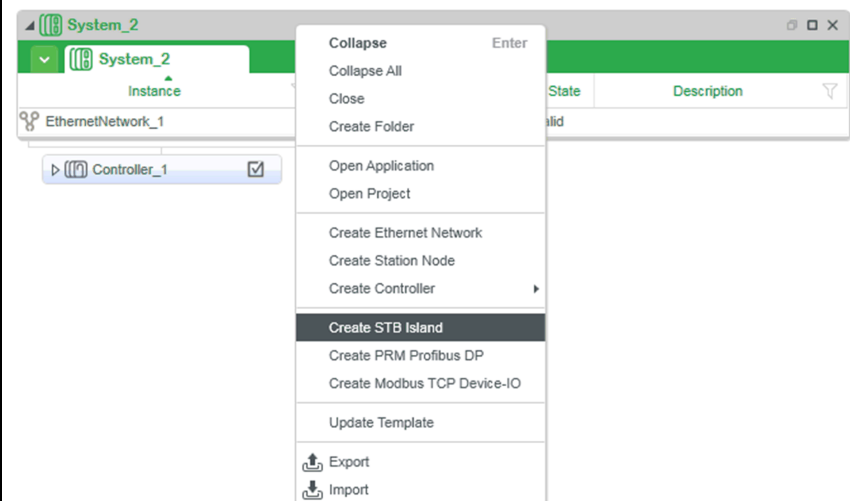 System_2
System_2
Instance
State
Description
EthernetNetwork_1
alid
Controller_1
Collapse Enter
Collapse All
Close
Create Folder
Open Application
Open Project
Create Ethernet Network
Create Station Node
Create Controller
Create STB Island
Create PRM Profibus DP
Create Modbus TCP Device-IO
Update Template
Export
Import